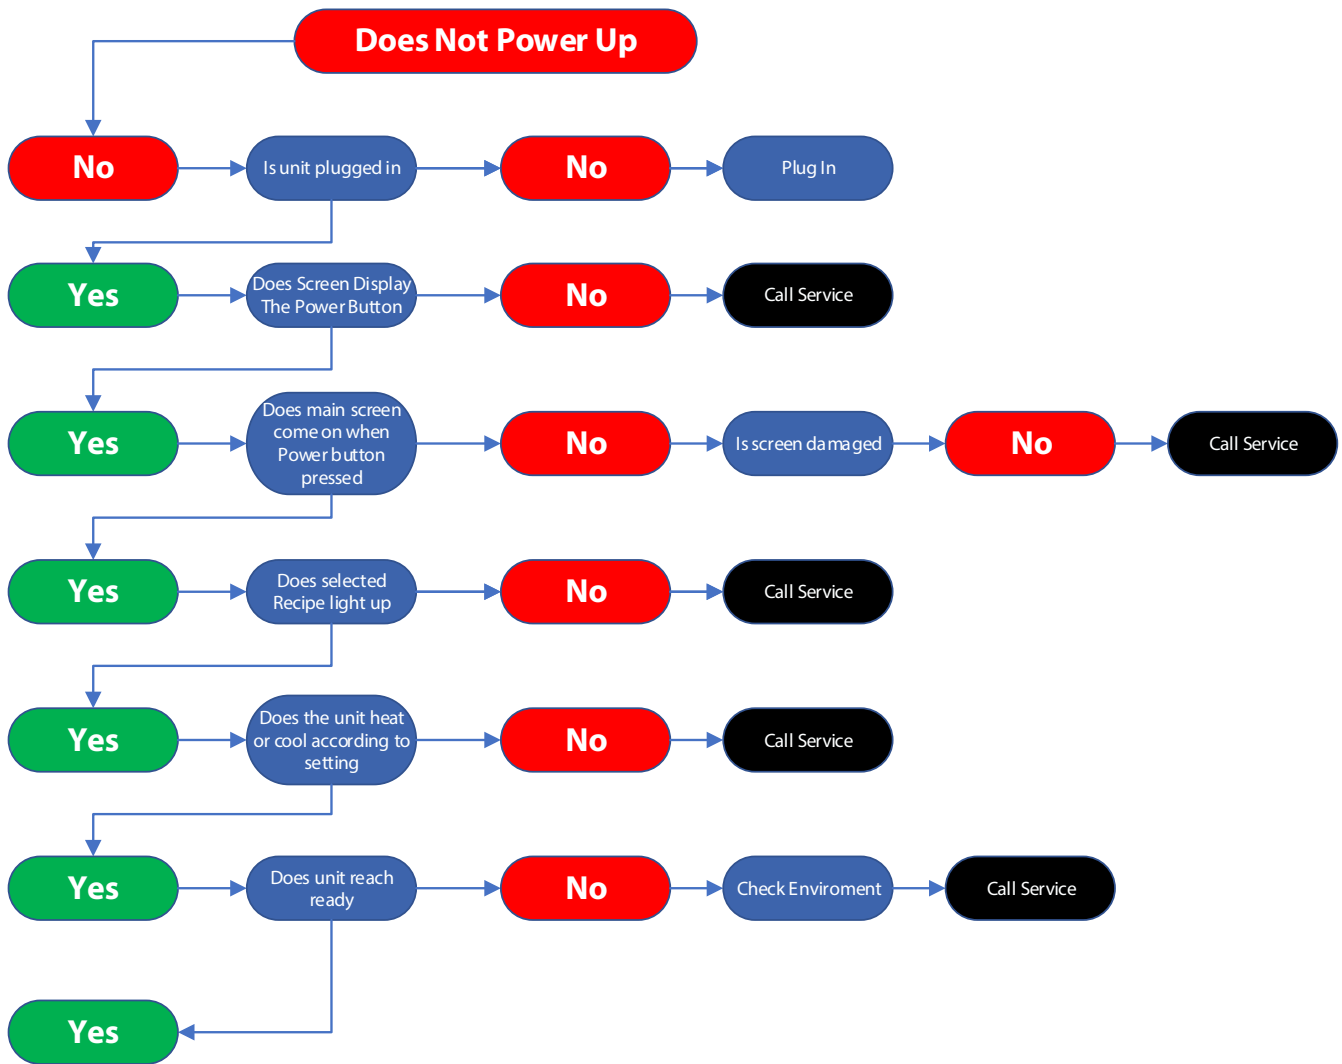 Does Not Power Up
No
Is unit plugged in
No
Plug In
Yes
Does Screen Display
The Power Button
No
Call Service
Yes
Does main screen
come on when
Power button
pressed
No
Is screen damaged
No
Call Service
Yes
Does selected
Recipe light up
No
Call Service
Yes
Does the unit heat
or cool according to
setting
No
Call Service
Yes
Does unit reach
ready
No
Check Enviroment
Call Service
Yes